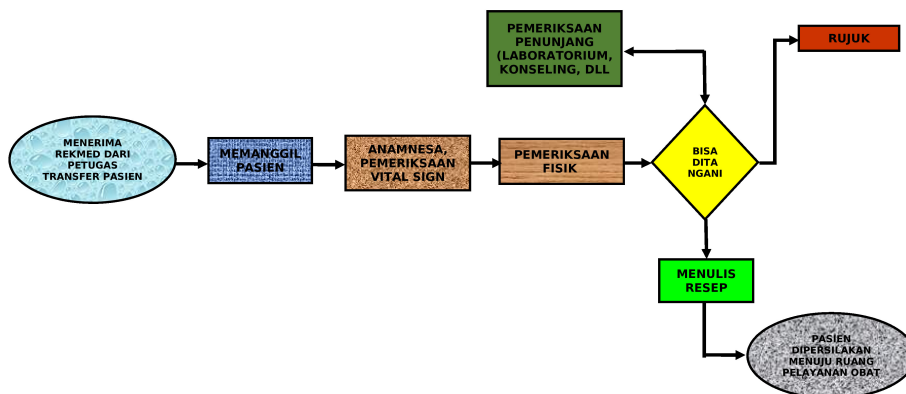 MENERIMA
REKMED DARI
PETUGAS
TRANSFER PASIEN
MEMANGGIL
PASIEN
ANAMNESA,
PEMERIKSAAN
VITAL SIGN
PEMERIKSAAN
FISIK
PEMERIKSAAN
PENUNJANG
(LABORATORIUM,
KONSELING, DLL
BISA
DITA
NGANI
RUJUK
MENULIS
RESEP
PASIEN
DIPERSILAKAN
MENUJU RUANG
PELAYANAN OBAT